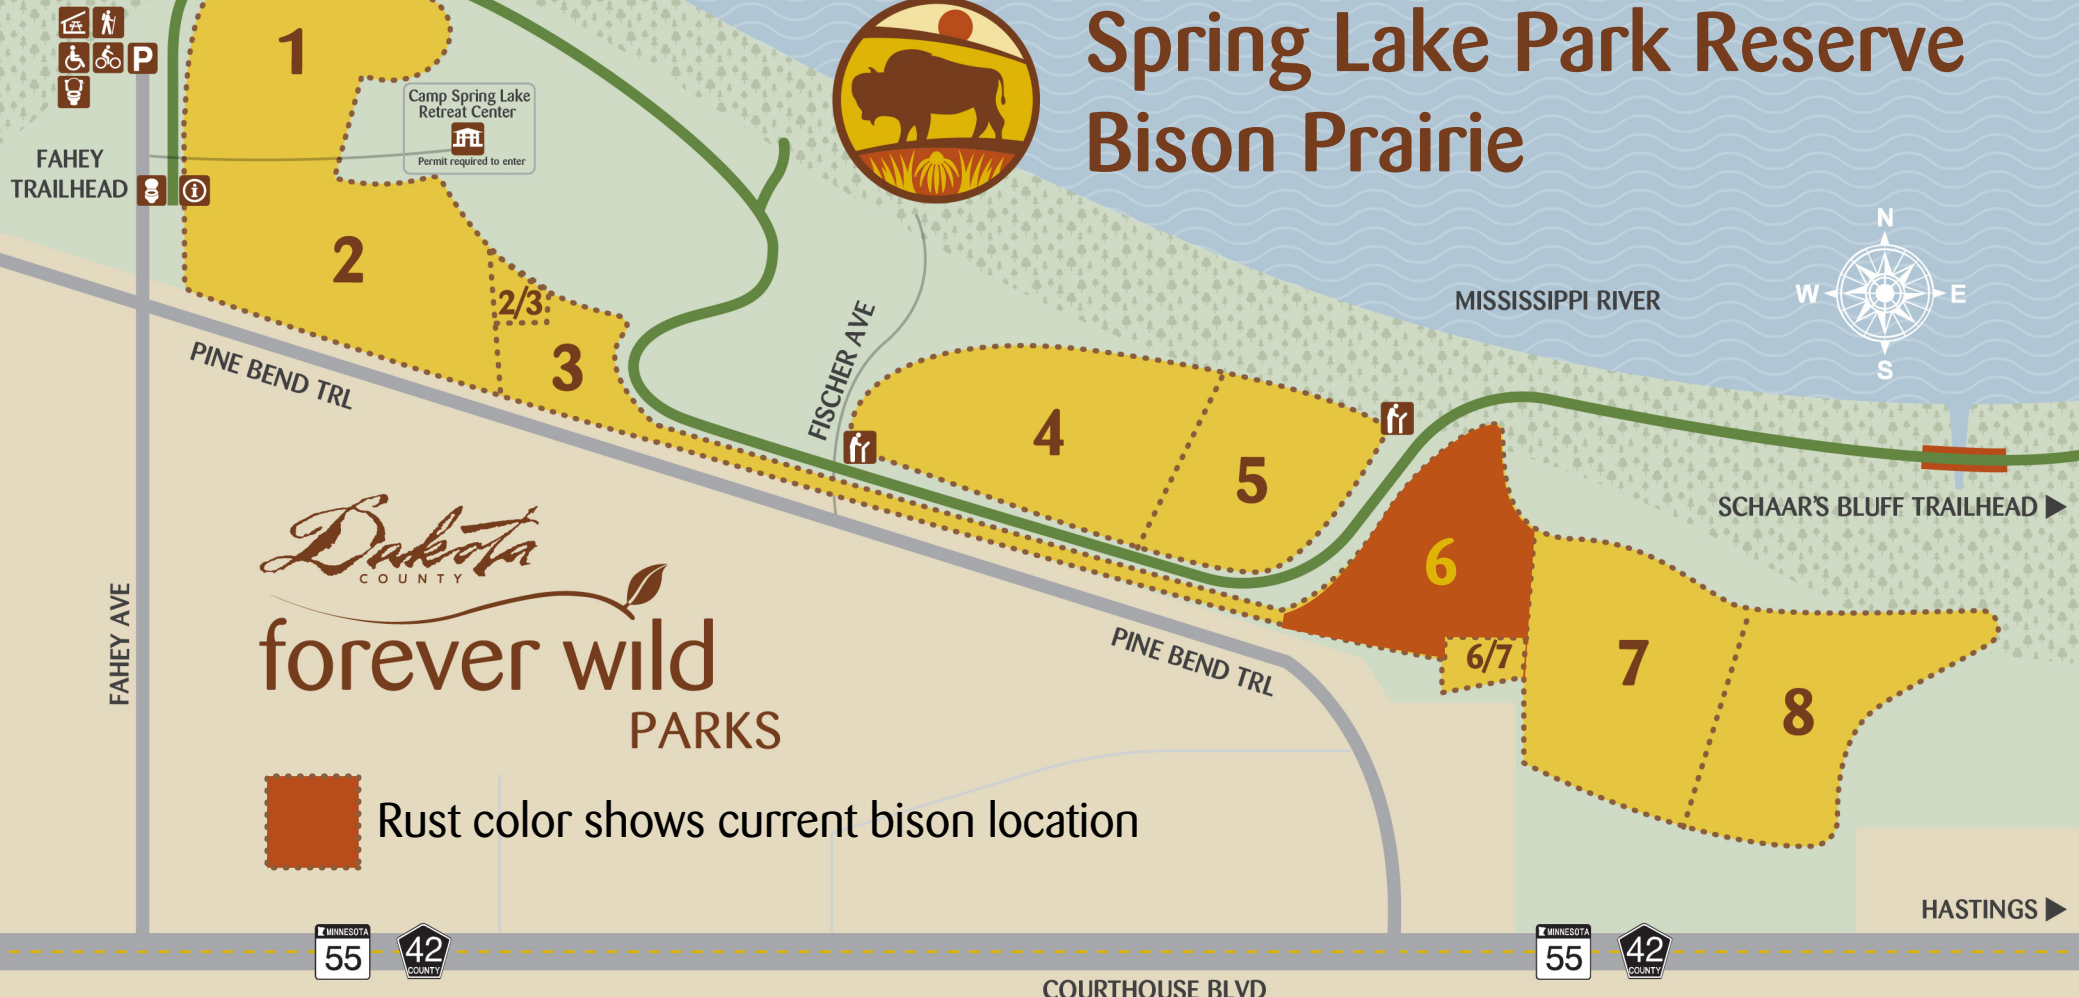 Spring Lake Park Reserve
Bison Prairie
P
1
Camp Spring Lake
Retreat Center
Permit required to enter
FAHEY
TRAILHEAD
i
2
2/3
3
PINE BEND TRL
FISCHER AVE
4
5
MISSISSIPPI RIVER
N
W
E
S
SCHAAR'S BLUFF TRAILHEAD
6
6/7
7
8
PINE BEND TRL
FAHEY AVE
Dakota
COUNTY
forever wild
PARKS
Rust color shows current bison location
HASTINGS
MINNESOTA
55
42
COUNTY
MINNESOTA
55
42
COUNTY
COURTHOUSE BLVD